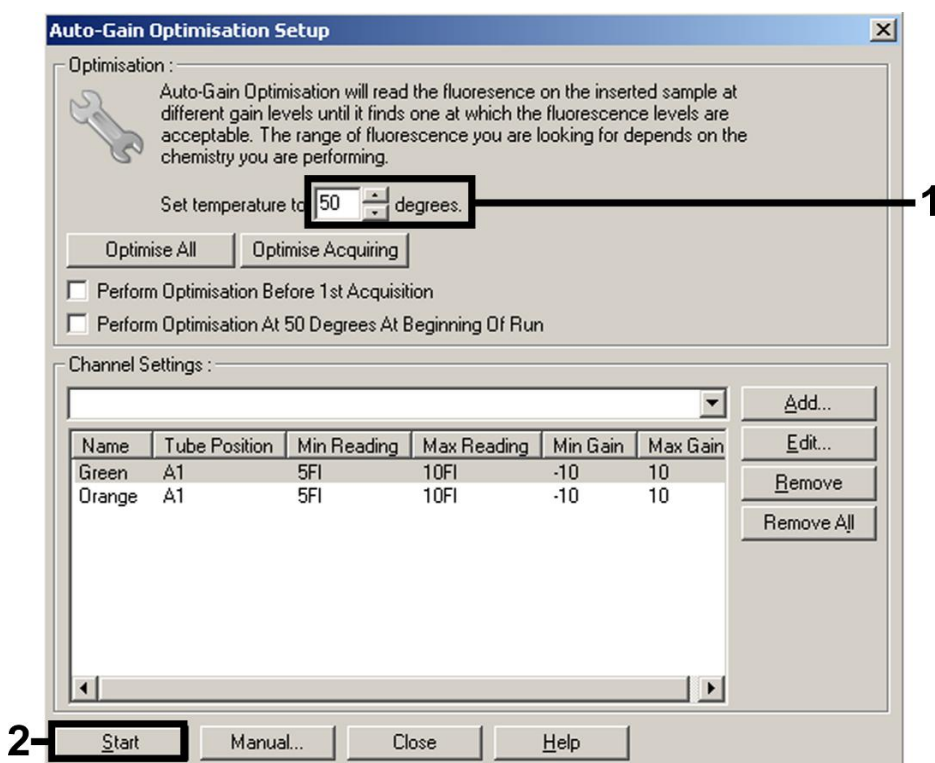 Auto-Gain Optimisation Setup
Optimisation :
Auto-Gain Optimisation will read the fluoresence on the inserted sample at
different gain levels until it finds one at which the fluorescence levels are
acceptable. The range of fluorescence you are looking for depends on the
chemistry you are performing.
Set temperature to 50 degrees.
1
Optimise All Optimise Acquiring
Perform Optimisation Before 1st Acquisition
Perform Optimisation At 50 Degrees At Beginning Of Run
Channel Settings :
Add...
Name Tube Position Min Reading Max Reading Min Gain Max Gain
Edit...
Green A1 5Fl 10Fl -10 10
Remove
Orange A1 5Fl 10Fl -10 10
Remove All
2
Start Manual... Close Help